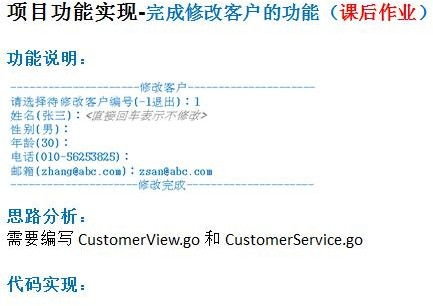 项目功能实现-完成修改客户的功能（课后作业）
功能说明：
---------------------修改客户---------------------
请选择待修改客户编号(-1退出)：1
姓名(张三)：<直接回车表示不修改>
性别(男)：
年龄(30)：
电话(010-56253825)：
邮箱(zhang@abc.com)：zsan@abc.com
---------------------修改完成---------------------
思路分析：
需要编写 CustomerView.go 和 CustomerService.go
代码实现：